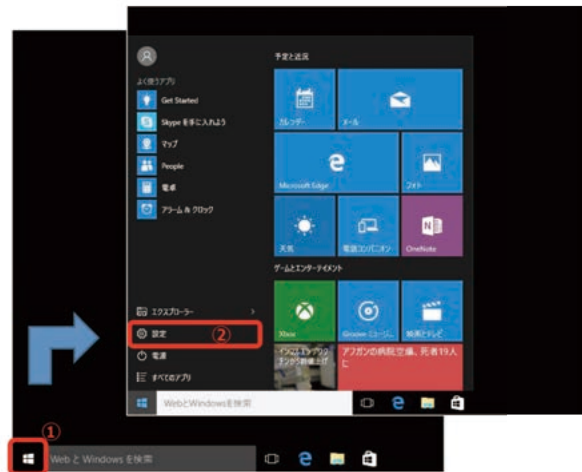 予定と近況
よく使うアプリ
Get Started
Skype を手に入れよう
マップ
People
電卓
アラーム & クロック
カレンダー
メール
Microsoft Edge
フォト
天気
電話コンパニオン
OneNote
ゲームとエンターテイメント
エクスプローラー
設定
②
電源
すべてのアプリ
Xbox
Groove ミュージ...
映画とテレビ
アフガンの病院空爆、死者19人
に
WebとWindowsを検索
①
Web と Windows を検索